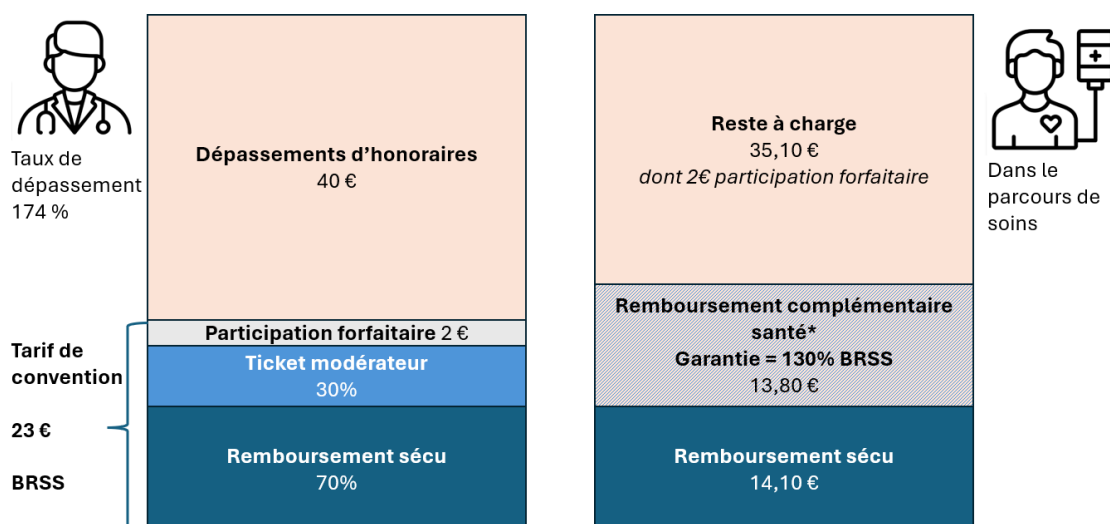 Taux de
dépassement
174 %
Dépassements d’honoraires
40 €
Participation forfaitaire 2 €
Ticket modérateur
30%
Remboursement sécu
70%
Tarif de
convention
23 €
BRSS
Reste à charge
35,10 €
dont 2€ participation forfaitaire
Remboursement complémentaire
santé*
Garantie = 130% BRSS
13,80 €
Remboursement sécu
14,10 €
Dans le
parcours de
soins